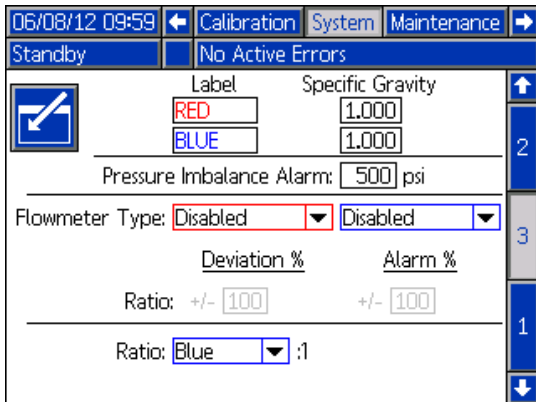 06/08/12 09:59 Calibration System Maintenance
Standby No Active Errors
Label Specific Gravity
RED 1.000
BLUE 1.000
2
Pressure Imbalance Alarm: 500 psi
Flowmeter Type: Disabled Disabled
3
Deviation % Alarm %
Ratio: +/- 100 +/- 100
1
Ratio: Blue :1